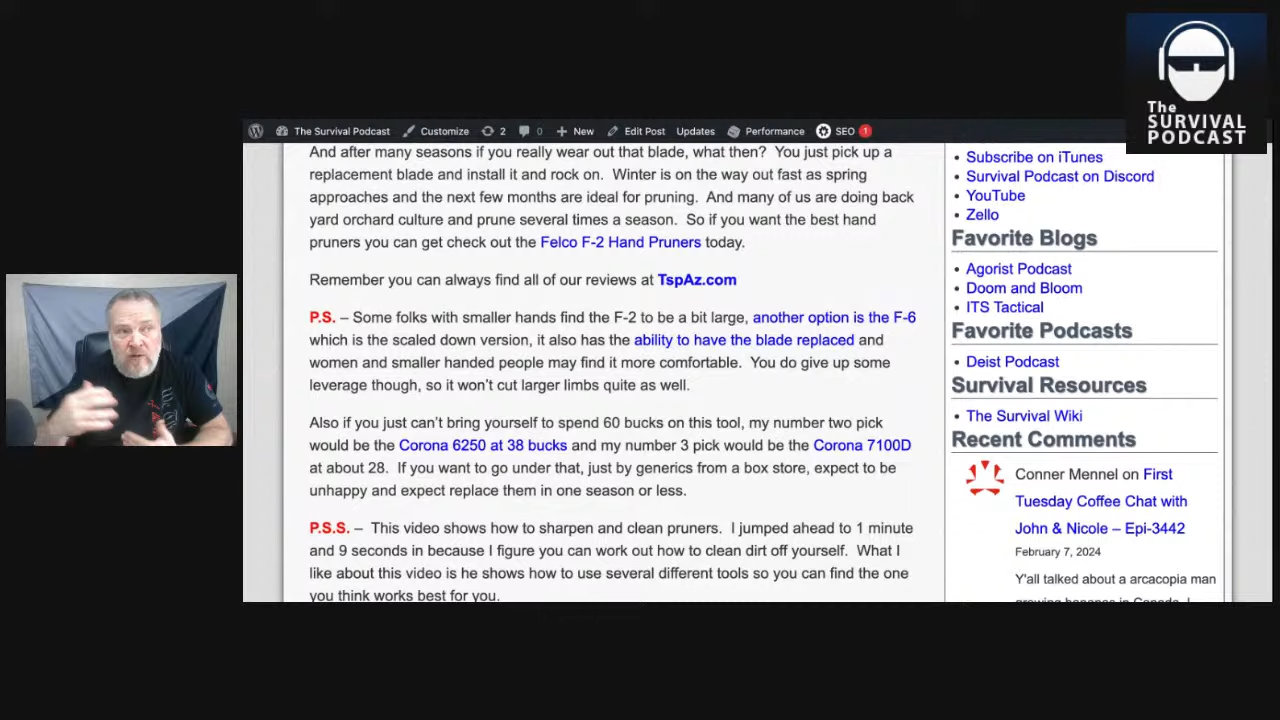 The
SURVIVAL
PODCAST
The Survival Podcast Customize 2 0 New Edit Post Updates Performance SEO 1
And after many seasons if you really wear out that blade, what then? You just pick up a
replacement blade and install it and rock on. Winter is on the way out fast as spring
approaches and the next few months are ideal for pruning. And many of us are doing back
yard orchard culture and prune several times a season. So if you want the best hand
pruners you can get check out the Felco F-2 Hand Pruners today.
Remember you can always find all of our reviews at TspAz.com
P.S. – Some folks with smaller hands find the F-2 to be a bit large, another option is the F-6
which is the scaled down version, it also has the ability to have the blade replaced and
women and smaller handed people may find it more comfortable. You do give up some
leverage though, so it won't cut larger limbs quite as well.
Also if you just can't bring yourself to spend 60 bucks on this tool, my number two pick
would be the Corona 6250 at 38 bucks and my number 3 pick would be the Corona 7100D
at about 28. If you want to go under that, just by generics from a box store, expect to be
unhappy and expect replace them in one season or less.
P.S.S. – This video shows how to sharpen and clean pruners. I jumped ahead to 1 minute
and 9 seconds in because I figure you can work out how to clean dirt off yourself. What I
like about this video is he shows how to use several different tools so you can find the one
you think works best for you.
Subscribe on iTunes
Survival Podcast on Discord
YouTube
Zello
Favorite Blogs
Agorist Podcast
Doom and Bloom
ITS Tactical
Favorite Podcasts
Deist Podcast
Survival Resources
The Survival Wiki
Recent Comments
Conner Mennel on First
Tuesday Coffee Chat with
John & Nicole – Epi-3442
February 7, 2024
Y'all talked about a arcacopia man
growing bananas in Canada. I